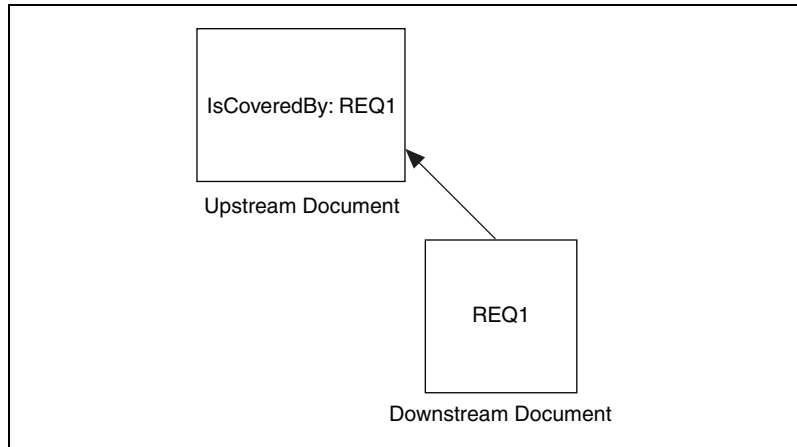 IsCoveredBy: REQ1
Upstream Document
REQ1
Downstream Document